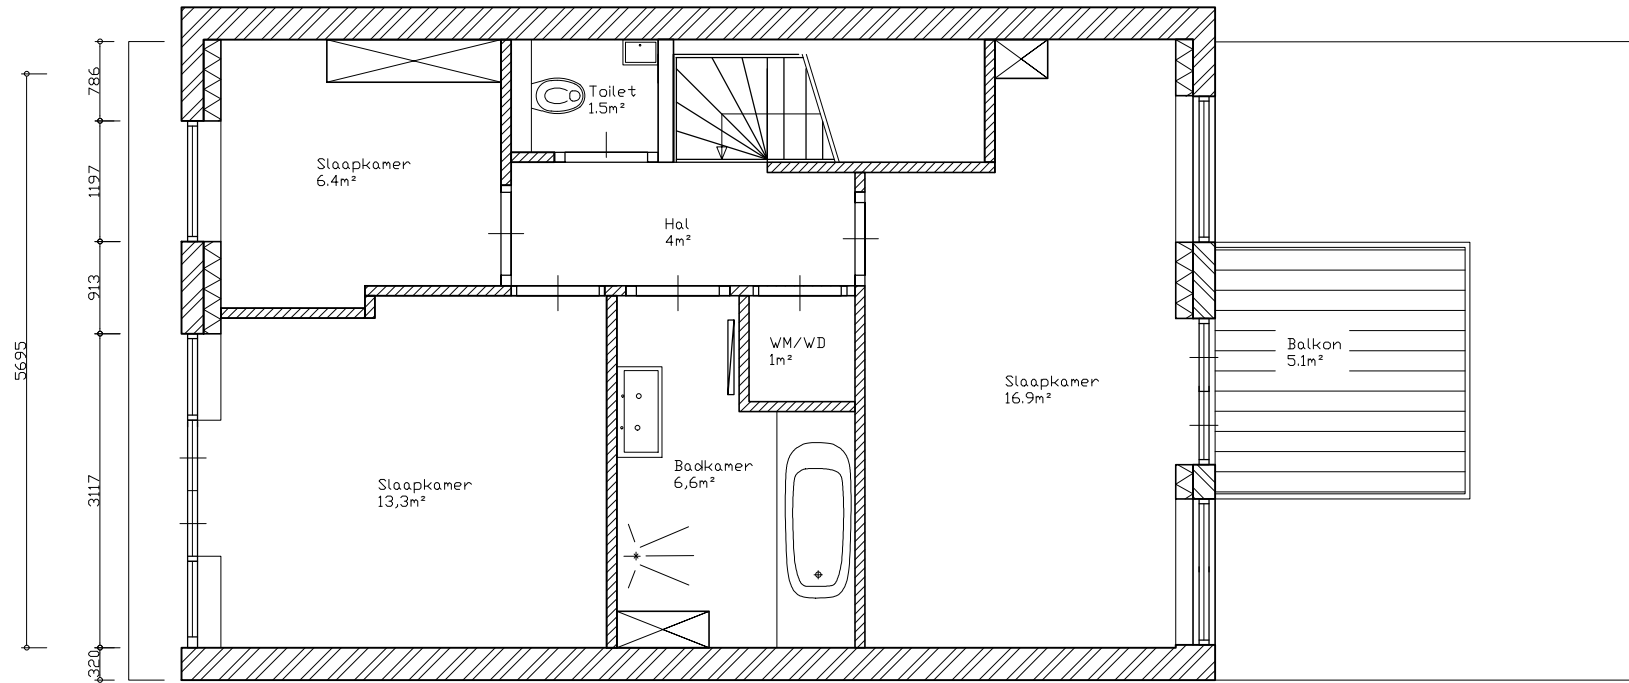 786
1197
913
5695
3117
320
Toilet
1.5m²
Slaapkamer
6.4m²
Hal
4m²
WM/WD
1m²
Balkon
5.1m²
Slaapkamer
16.9m²
Badkamer
6,6m²
Slaapkamer
13,3m²